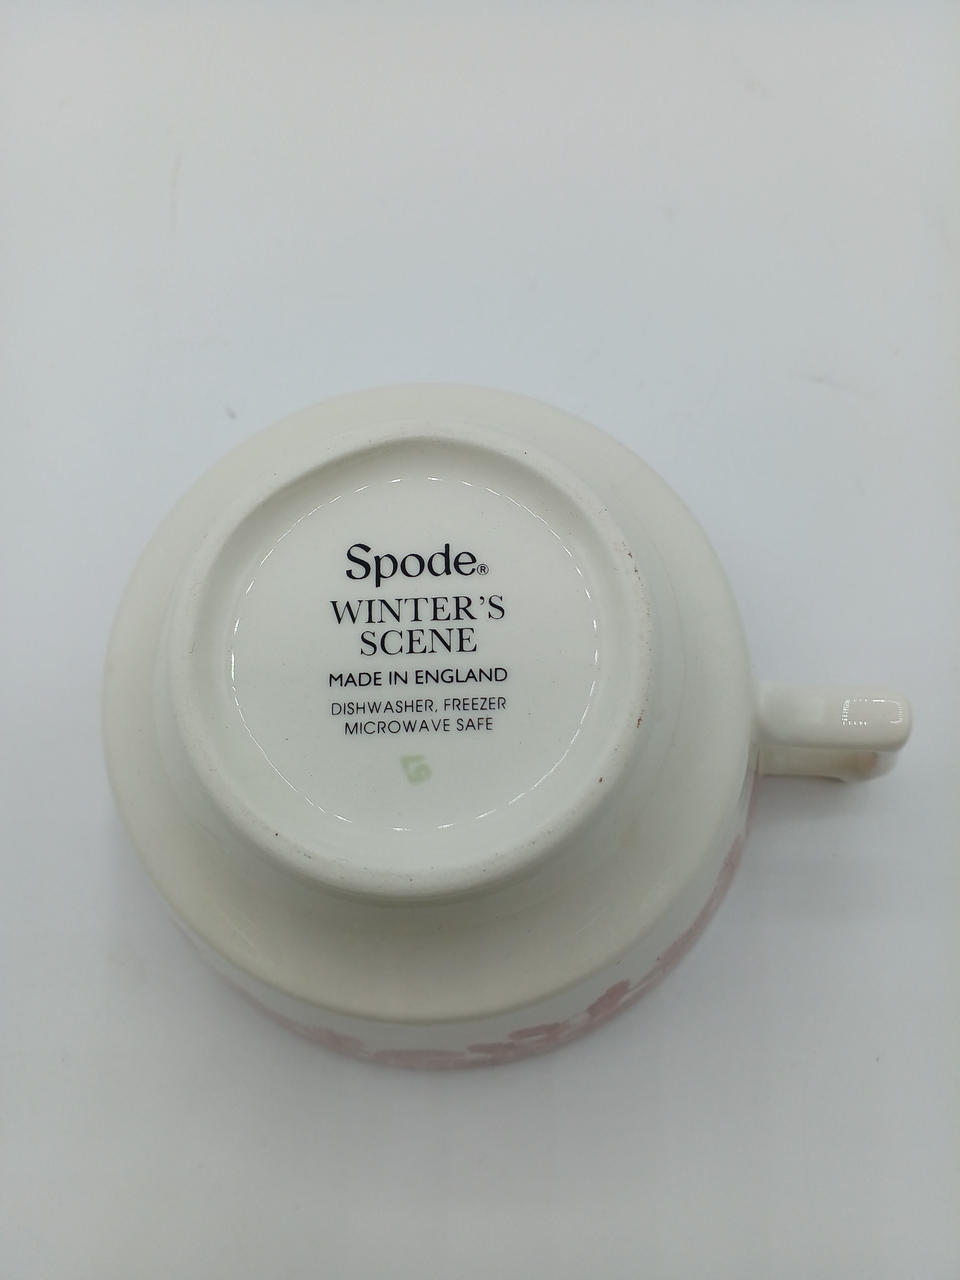 Spode®
WINTER'S
SCENE
MADE IN ENGLAND
DISHWASHER, FREEZER
MICROWAVE SAFE